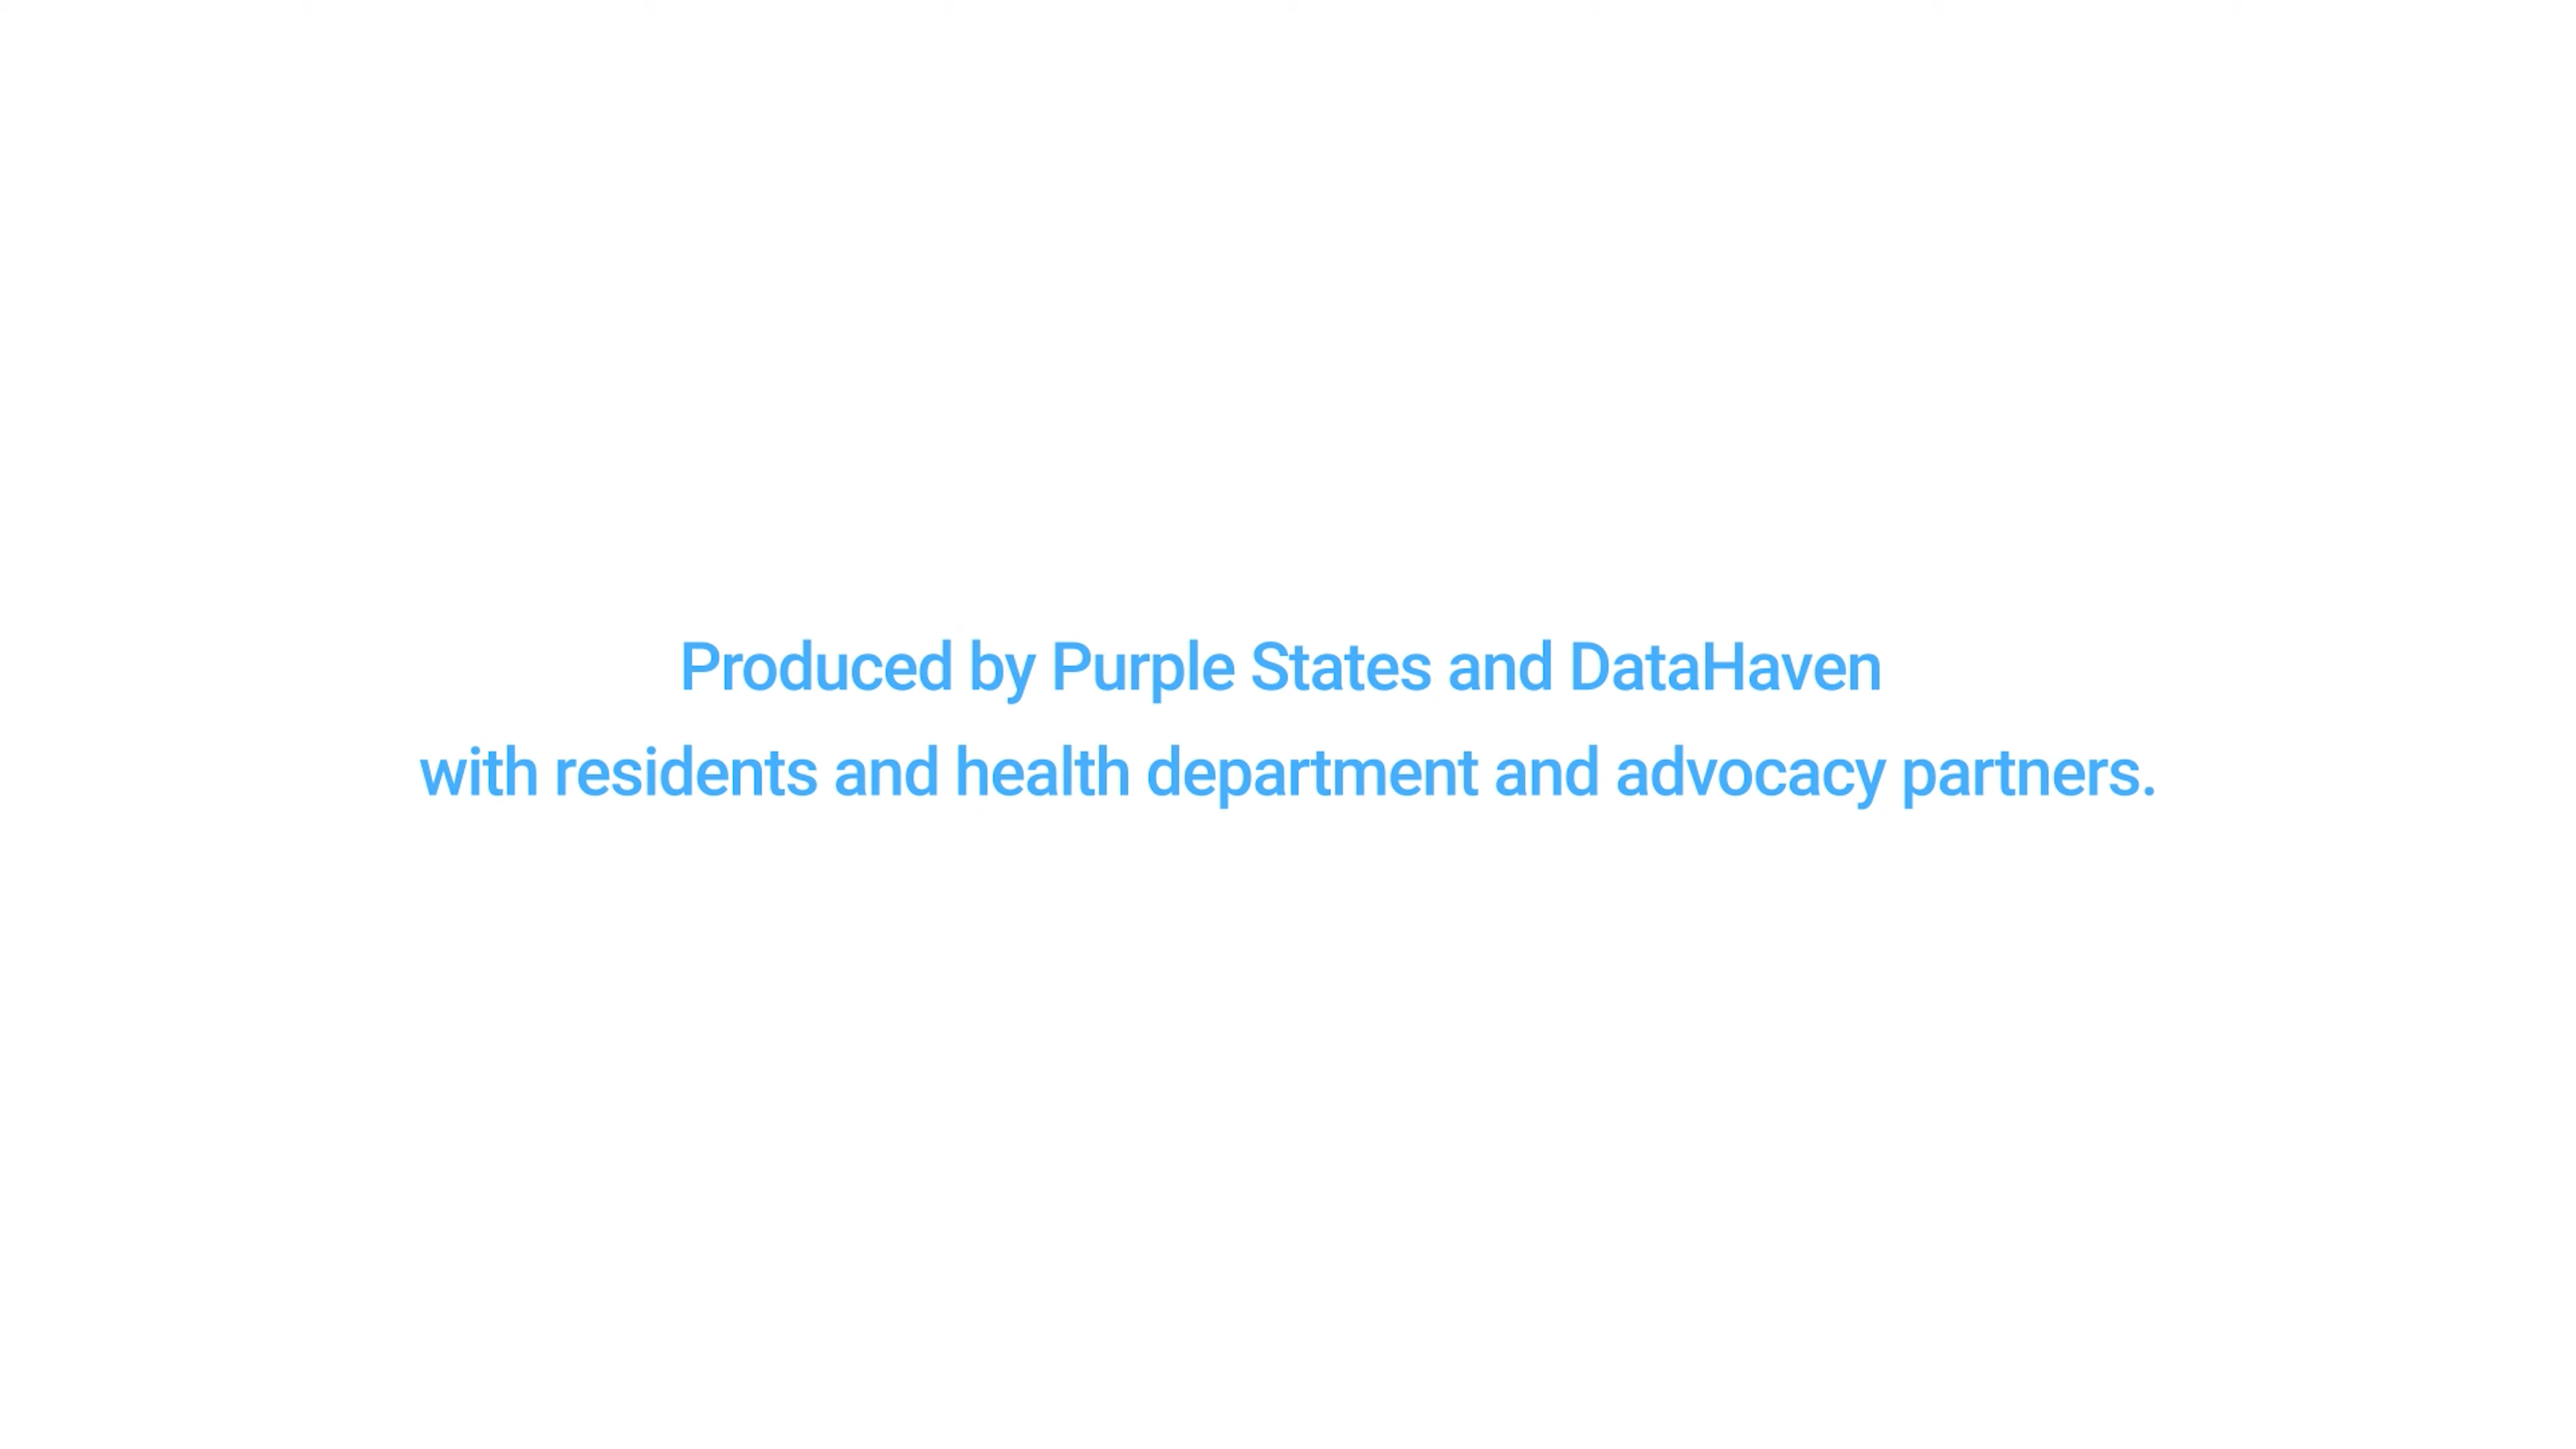 Produced by Purple States and DataHaven
with residents and health department and advocacy partners.